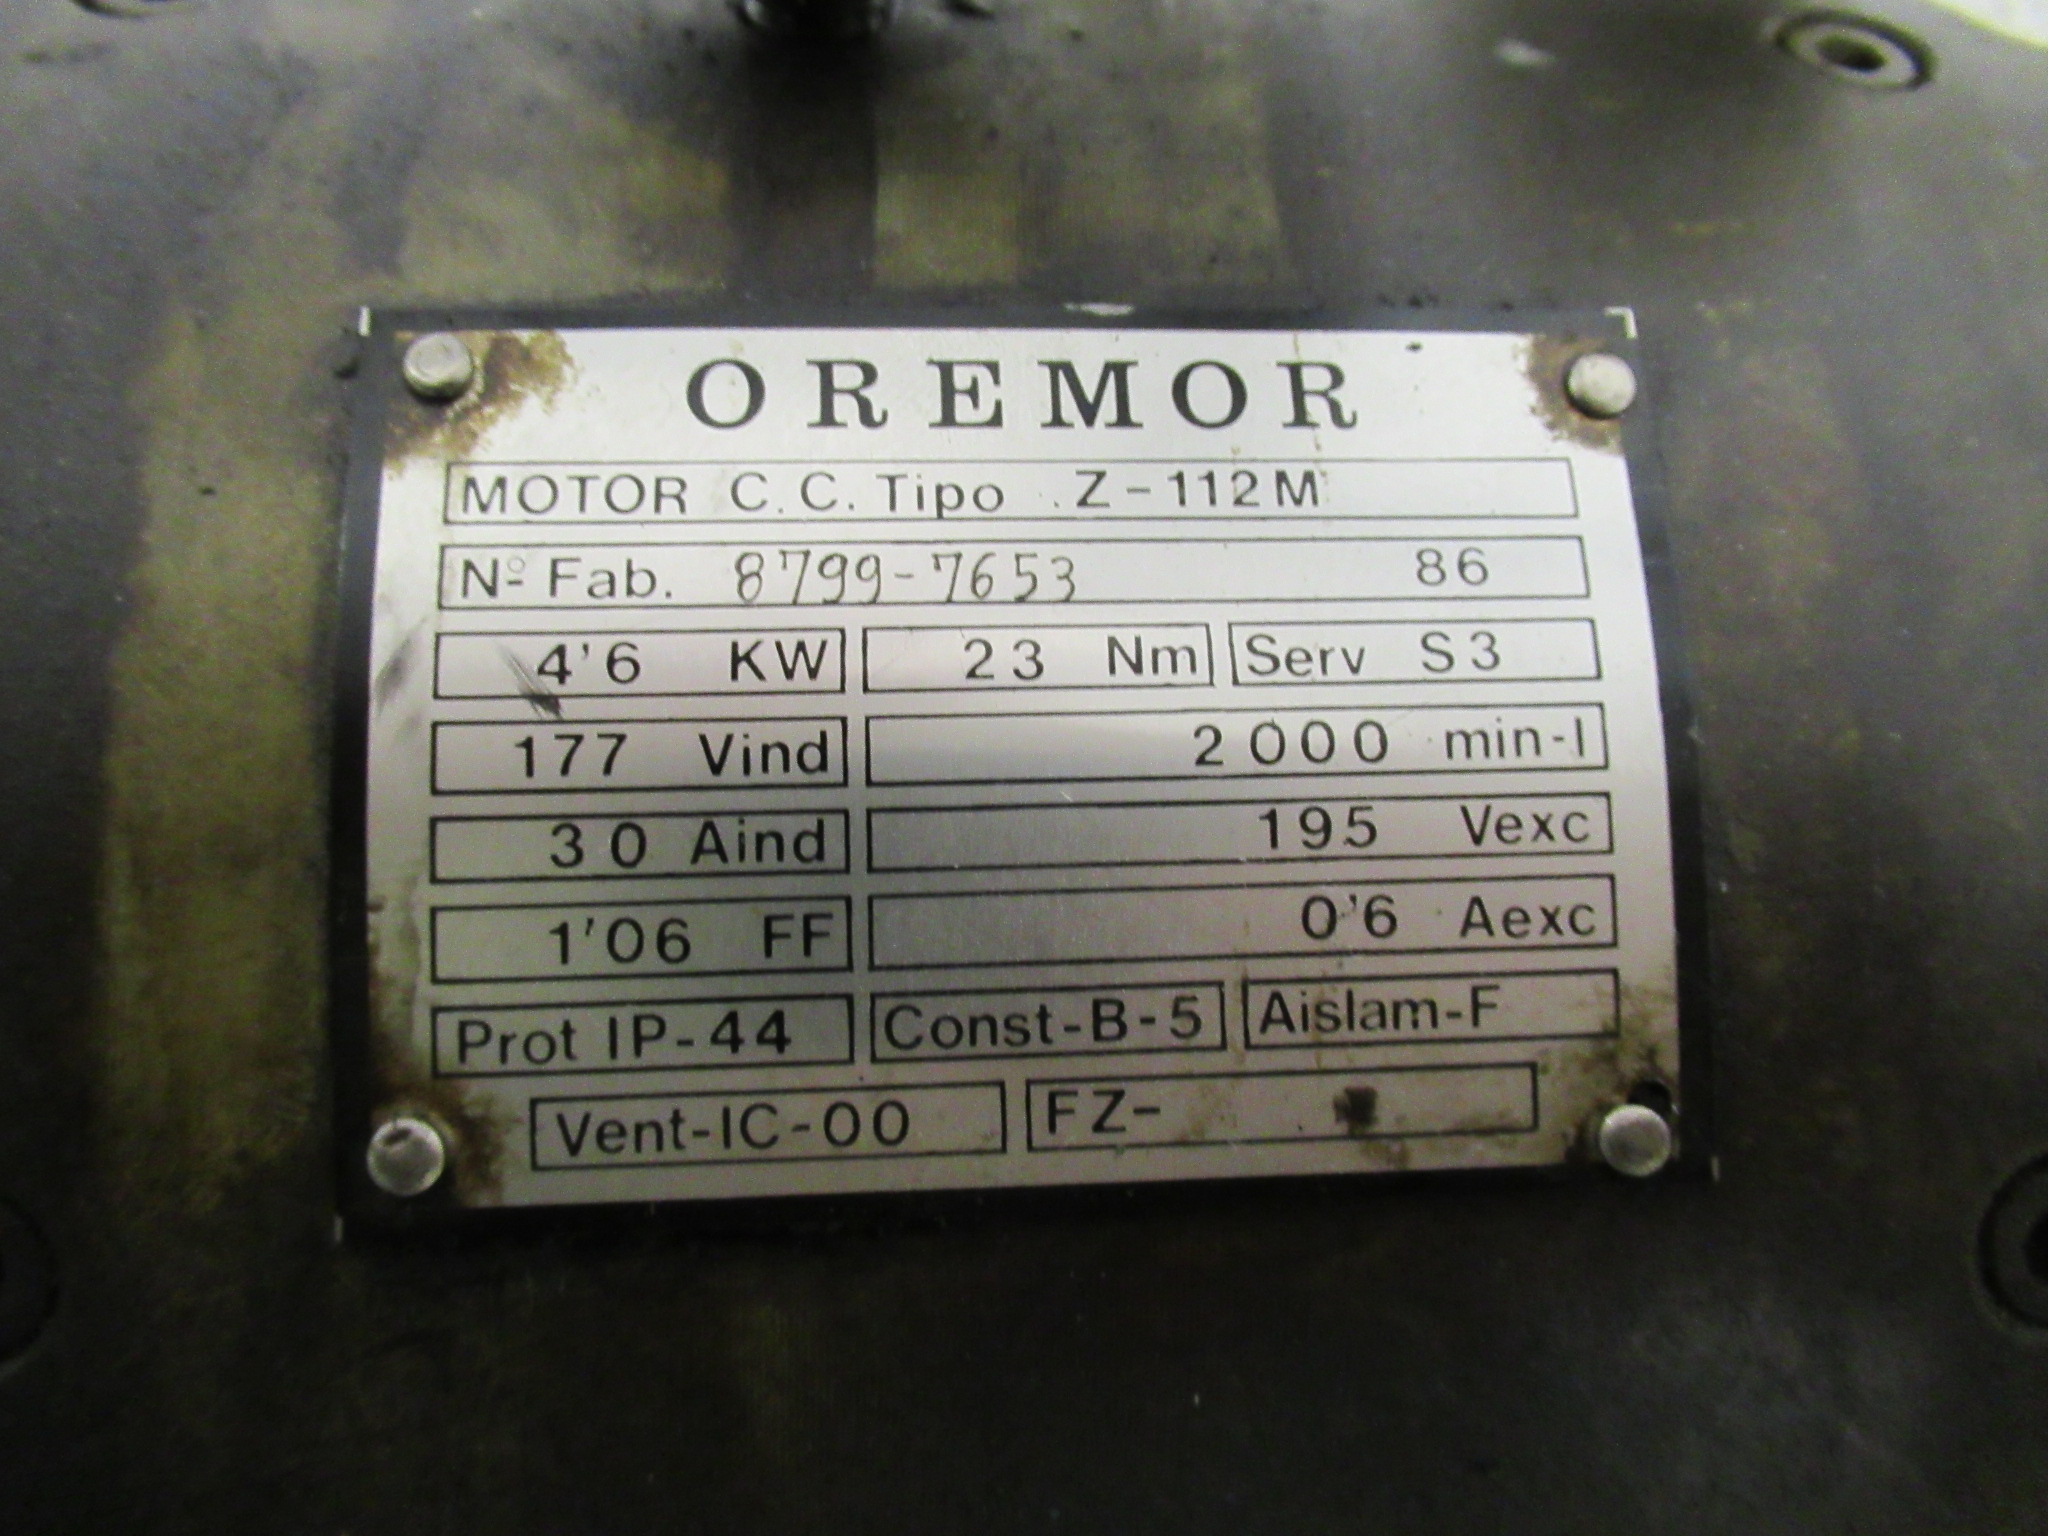 OREMOR
MOTOR C.C. Tipo Z-112M
Nº Fab. 8799-7653 86
4'6 KW 23 Nm Serv S3
177 Vind 2000 min-1
30 Aind 195 Vexc
1'06 FF 0'6 Aexc
Prot IP-44 Const-B-5 Aislam-F
Vent-IC-00 FZ-